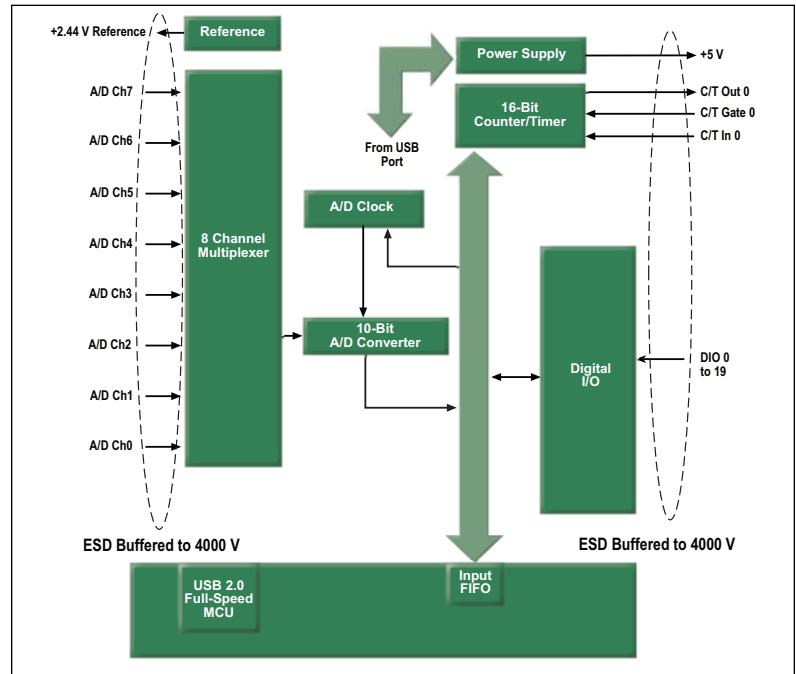 +2.44 V Reference
Reference
Power Supply
+5 V
A/D Ch7
A/D Ch6
A/D Ch5
A/D Ch4
A/D Ch3
A/D Ch2
A/D Ch1
A/D Ch0
8 Channel
Multiplexer
From USB
Port
16-Bit
Counter/Timer
C/T Out 0
C/T Gate 0
C/T In 0
A/D Clock
10-Bit
A/D Converter
Digital
I/O
DIO 0
to 19
ESD Buffered to 4000 V
ESD Buffered to 4000 V
USB 2.0
Full-Speed
MCU
Input
FIFO